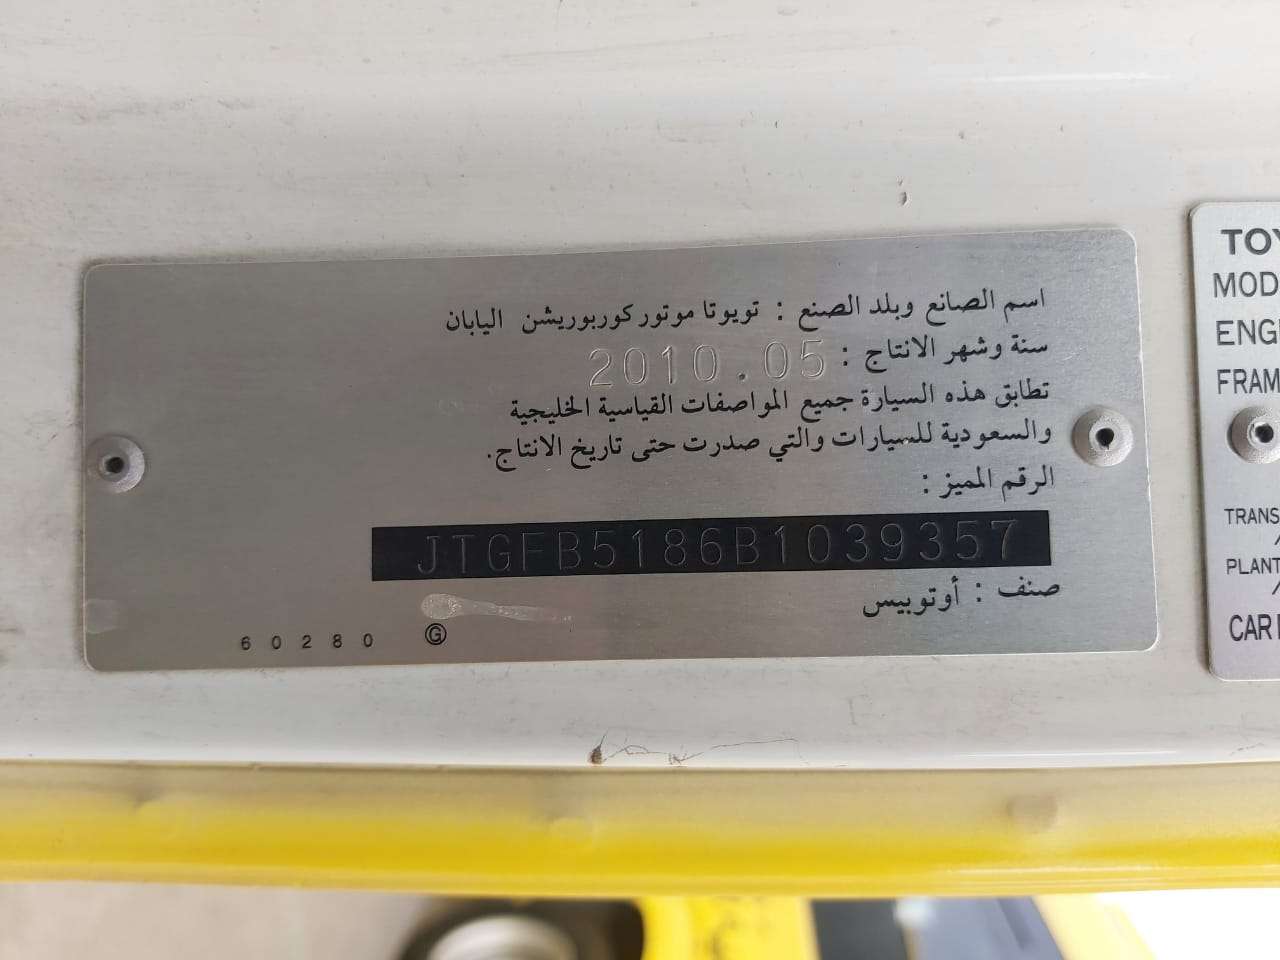 اسم الصانع وبلد الصنع : تويوتا موتور كوربوريشن اليابان
سنة وشهر الانتاج : 2010.05
تطابق هذه السيارة جميع المواصفات القياسية الخليجية
والسعودية للسيارات والتي صدرت حتى تاريخ الانتاج.
الرقم المميز :
JTGFB5186B1039357
صنف : أوتوبيس
60280 G
TOY
MOD
ENG
FRAM
TRANS
PLANT
CAR